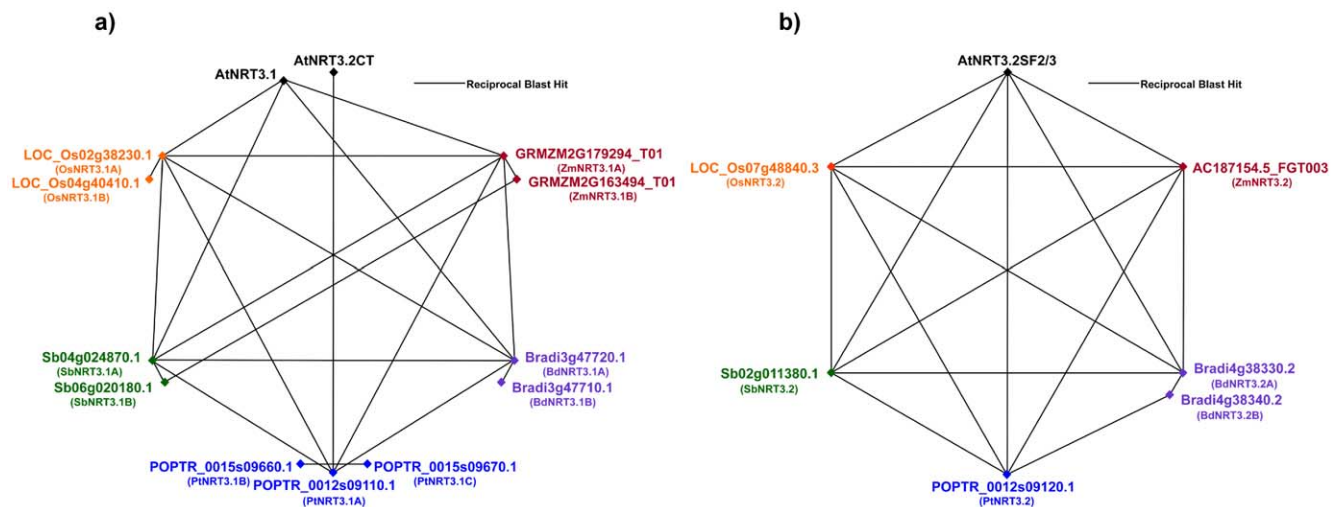 a)
AtNRT3.2CT
AtNRT3.1
Reciprocal Blast Hit
LOC_Os02g38230.1
(OsNRT3.1A)
LOC_Os04g40410.1
(OsNRT3.1B)
GRMZM2G179294_T01
(ZmNRT3.1A)
GRMZM2G163494_T01
(ZmNRT3.1B)
Sb04g024870.1
(SbNRT3.1A)
Sb06g020180.1
(SbNRT3.1B)
Bradi3g47720.1
(BdNRT3.1A)
Bradi3g47710.1
(BdNRT3.1B)
POPTR_0015s09660.1
(PtNRT3.1B)
POPTR_0015s09670.1
(PtNRT3.1C)
POPTR_0012s09110.1
(PtNRT3.1A)
b)
AtNRT3.2SF2/3
Reciprocal Blast Hit
LOC_Os07g48840.3
(OsNRT3.2)
AC187154.5_FGT003
(ZmNRT3.2)
Sb02g011380.1
(SbNRT3.2)
Bradi4g38330.2
(BdNRT3.2A)
Bradi4g38340.2
(BdNRT3.2B)
POPTR_0012s09120.1
(PtNRT3.2)